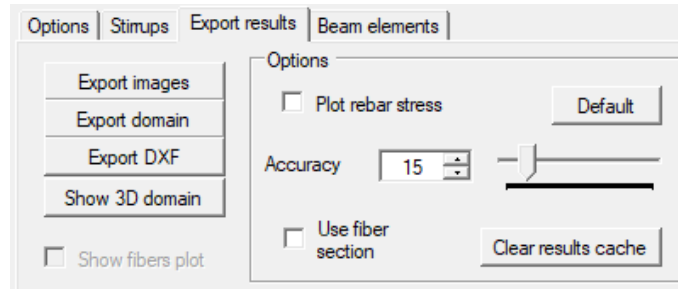 Options Stirrups Export results Beam elements
Export images
Export domain
Export DXF
Show 3D domain
Show fibers plot
Options
Plot rebar stress
Default
Accuracy 15
Use fiber
section
Clear results cache